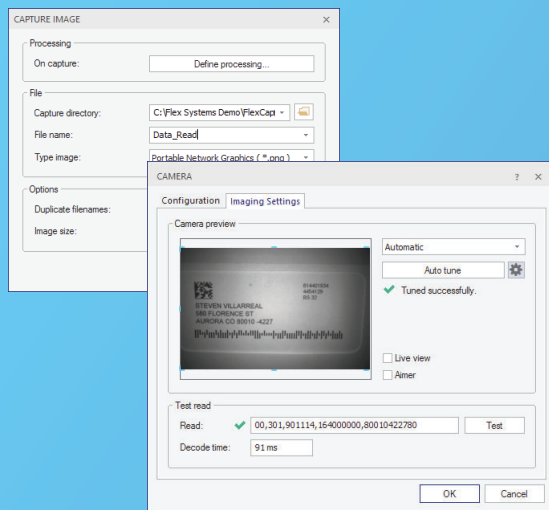 CAPTURE IMAGE
Processing
On capture:
Define processing...
File
Capture directory:
C:\Flex Systems Demo\FlexCap
File name:
Data_Read
Type image:
Portable Network Graphics ( *.png )
Options
Duplicate filenames:
Image size:
CAMERA
Configuration
Imaging Settings
Camera preview
STEVEN VILLARREAL
580 FLORENCE ST
AURORA CO 80010 -4227
Automatic
Auto tune
Tuned successfully.
Live view
Aimer
Test read
Read:
00,301,901114,164000000,80010422780
Test
Decode time:
91 ms
OK
Cancel